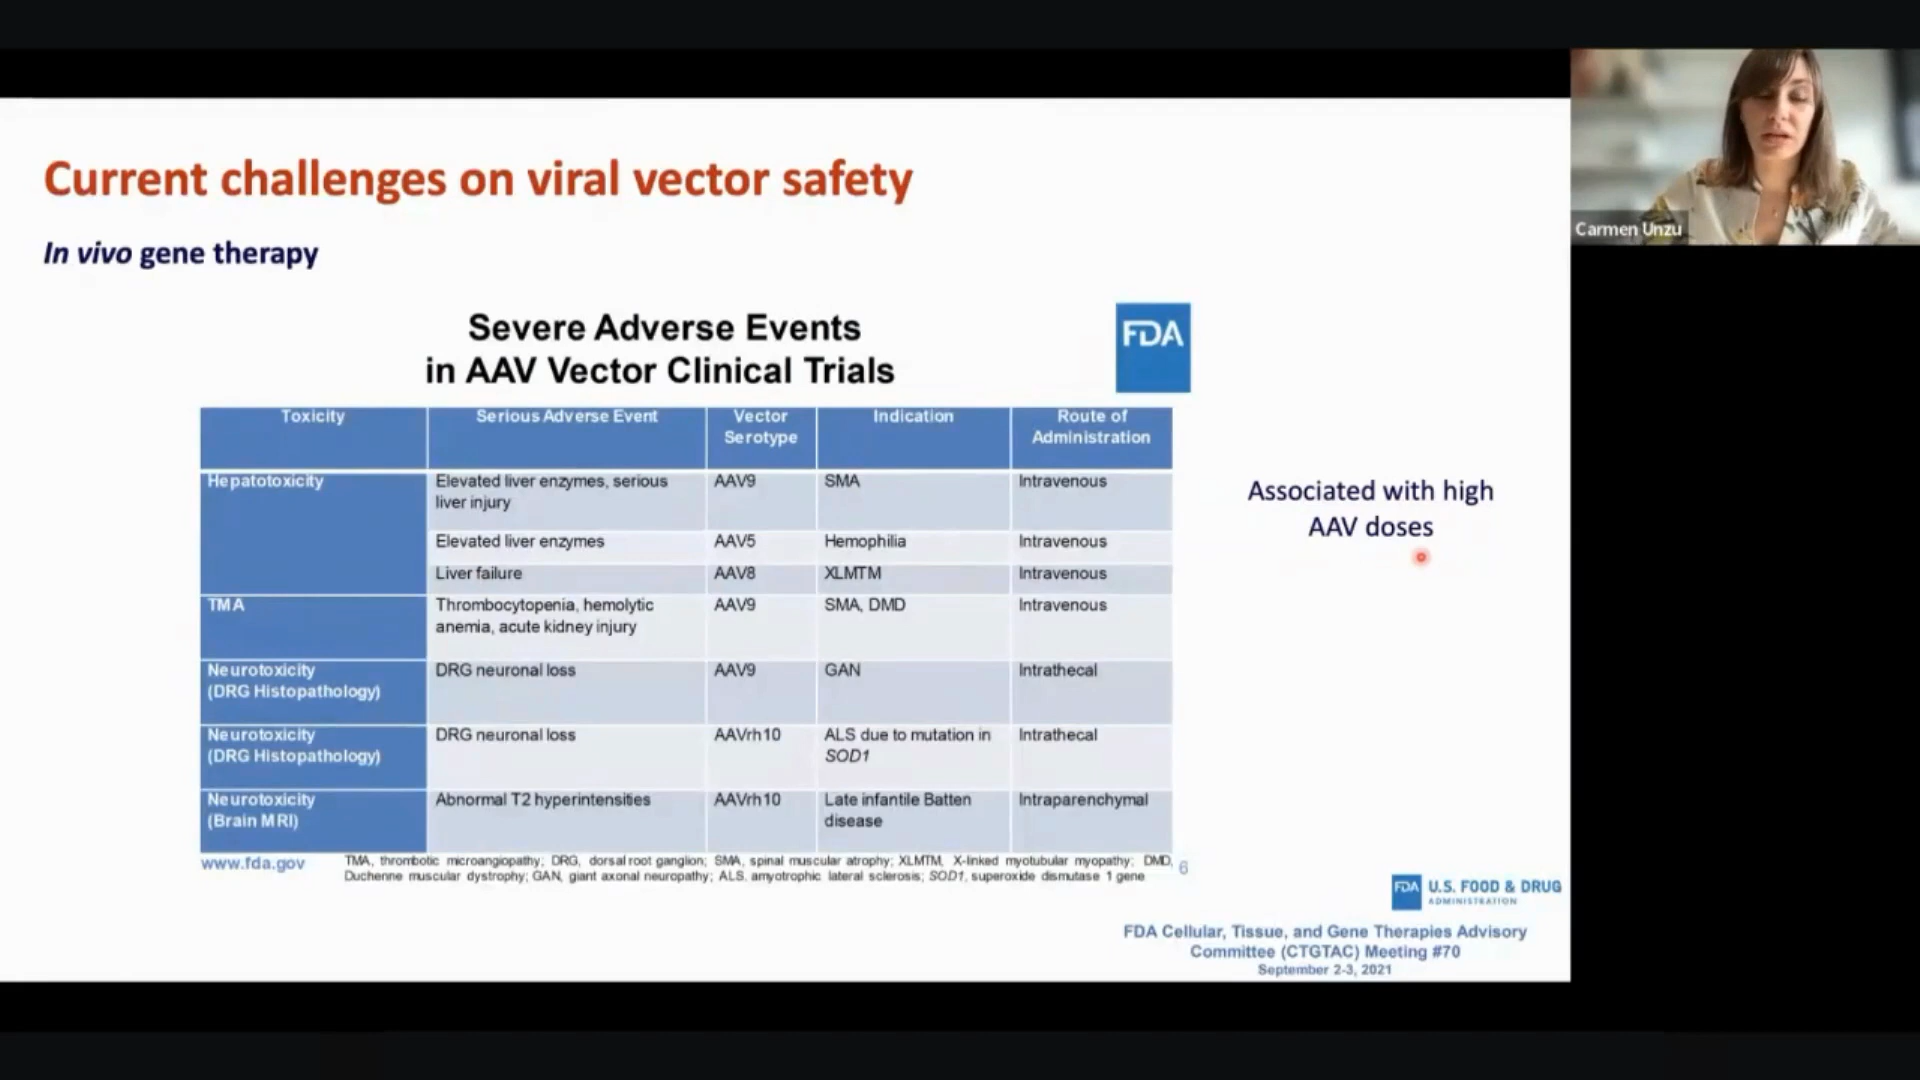 Current challenges on viral vector safety
In vivo gene therapy
Severe Adverse Events
in AAV Vector Clinical Trials
FDA
Toxicity
Serious Adverse Event
Vector
Serotype
Indication
Route of
Administration
Hepatotoxicity
Elevated liver enzymes, serious
liver injury
AAV9
SMA
Intravenous
Elevated liver enzymes
AAV5
Hemophilia
Intravenous
Liver failure
AAV8
XLMTM
Intravenous
TMA
Thrombocytopenia, hemolytic
anemia, acute kidney injury
AAV9
SMA, DMD
Intravenous
Neurotoxicity
(DRG Histopathology)
DRG neuronal loss
AAV9
GAN
Intrathecal
Neurotoxicity
(DRG Histopathology)
DRG neuronal loss
AAVrh10
ALS due to mutation in
SOD1
Intrathecal
Neurotoxicity
(Brain MRI)
Abnormal T2 hyperintensities
AAVrh10
Late infantile Batten
disease
Intraparenchymal
www.fda.gov
TMA, thrombotic microangiopathy; DRG, dorsal root ganglion; SMA, spinal muscular atrophy; XLMTM, X-linked myotubular myopathy; DMD,
Duchenne muscular dystrophy; GAN, giant axonal neuropathy; ALS, amyotrophic lateral sclerosis; SOD1, superoxide dismutase 1 gene
6
Associated with high
AAV doses
FDA
U.S. FOOD & DRUG
ADMINISTRATION
FDA Cellular, Tissue, and Gene Therapies Advisory
Committee (CTGTAC) Meeting #70
September 2-3, 2021
Carmen Unzu